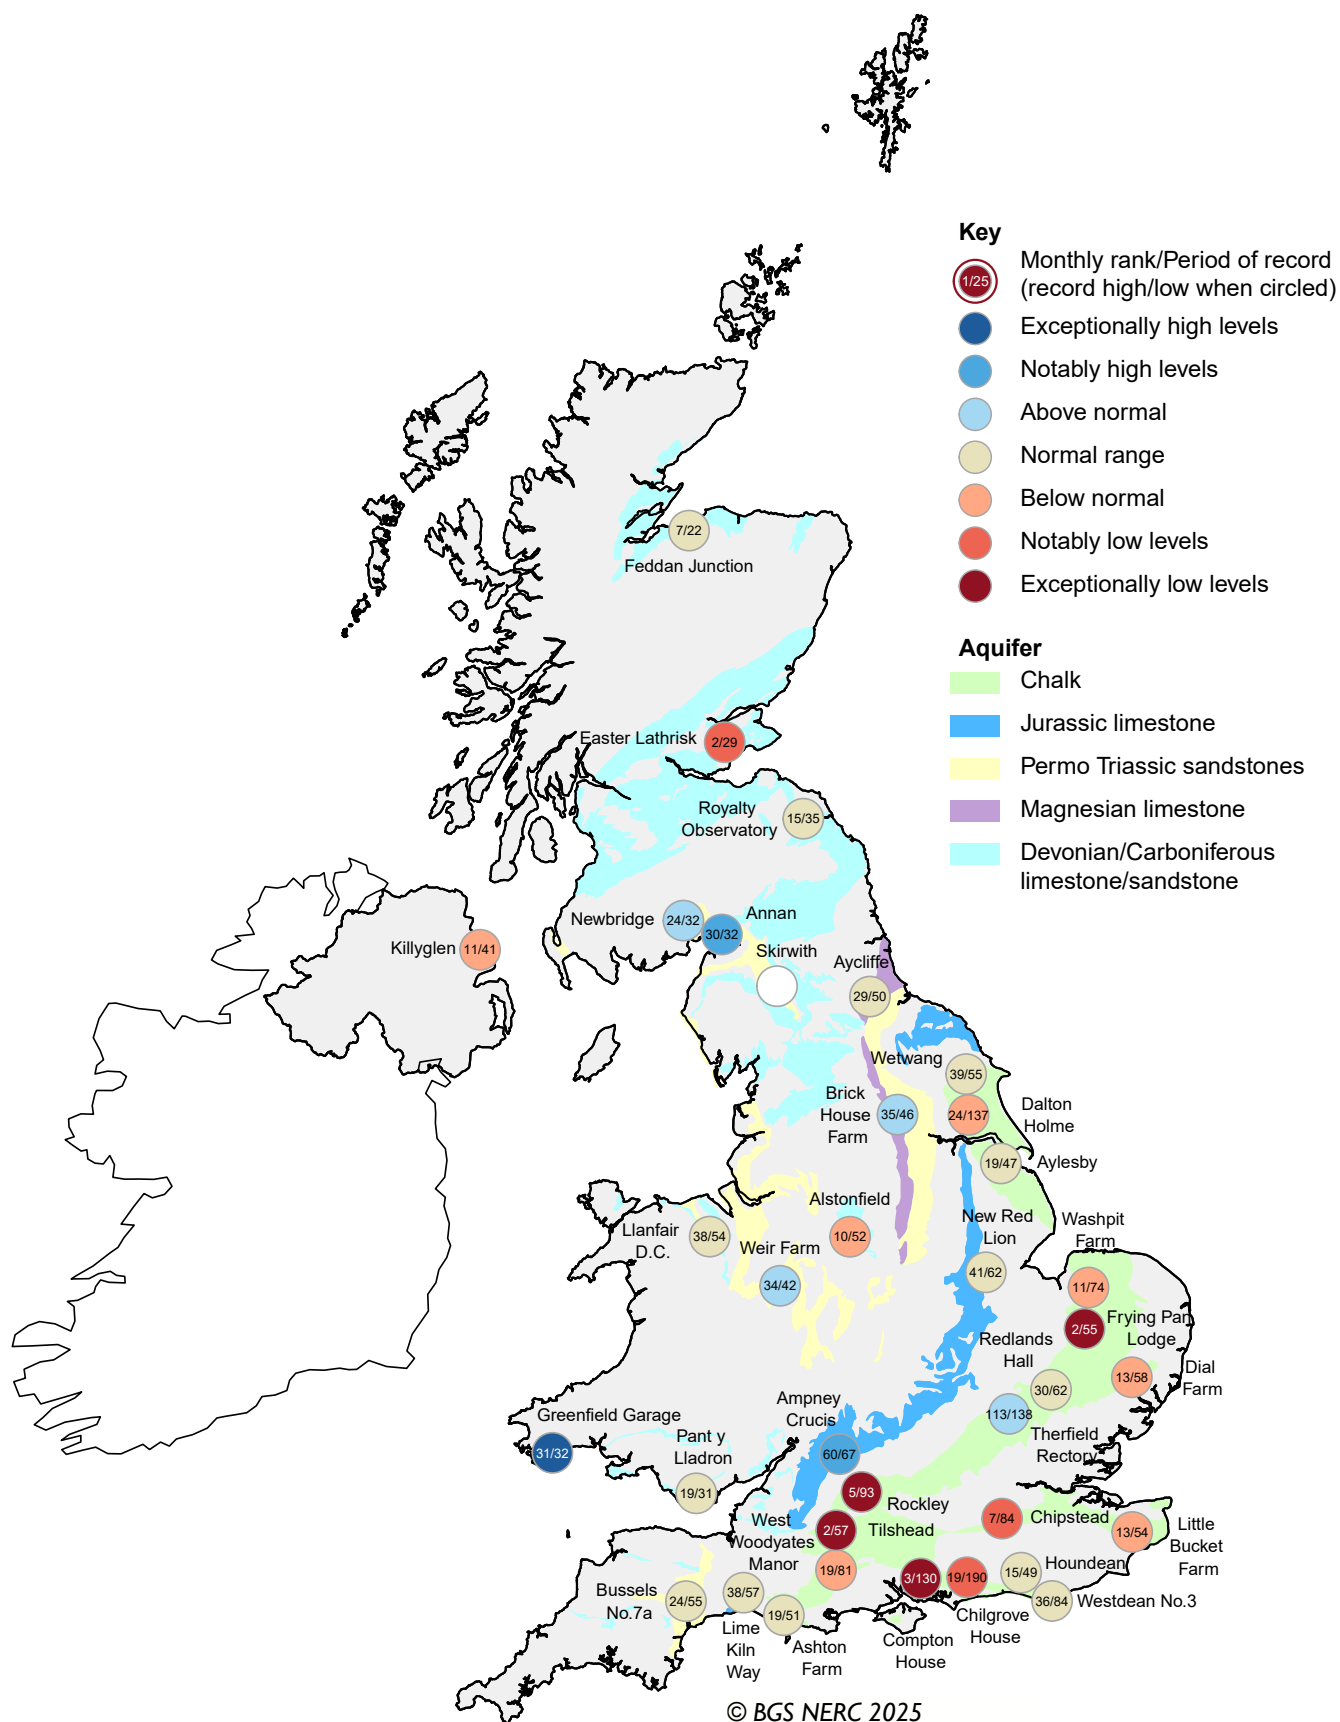 Key
1/25
Monthly rank/Period of record
(record high/low when circled)
Exceptionally high levels
Notably high levels
Above normal
Normal range
Below normal
Notably low levels
Exceptionally low levels
Aquifer
Chalk
Jurassic limestone
Permo Triassic sandstones
Magnesian limestone
Devonian/Carboniferous
limestone/sandstone
7/22
Feddan Junction
Easter Lathrisk
2/29
Royalty
Observatory
15/35
Newbridge
24/32
30/32
Annan
Killyglen
11/41
Skirwith
Aycliffe
29/50
Wetwang
39/55
Brick
House
Farm
35/46
24/137
Dalton
Holme
19/47
Aylesby
Alstonfield
10/52
Llanfair
D.C.
38/54
Weir Farm
34/42
New Red
Lion
41/62
Washpit
Farm
11/74
2/55
Frying Pan
Lodge
Redlands
Hall
30/62
13/58
Dial
Farm
113/138
Therfield
Rectory
Ampney
Crucis
60/67
Greenfield Garage
31/32
Pant y
Lladron
19/31
5/93
Rockley
2/57
Tilshead
West
Woodyates
Manor
19/81
7/84
Chipstead
13/54
Little
Bucket
Farm
3/130
Compton
House
19/190
Chilgrove
House
15/49
Houndean
36/84
Westdean No.3
Bussels
No.7a
24/55
38/57
Lime
Kiln
Way
19/51
Ashton
Farm
© BGS NERC 2025